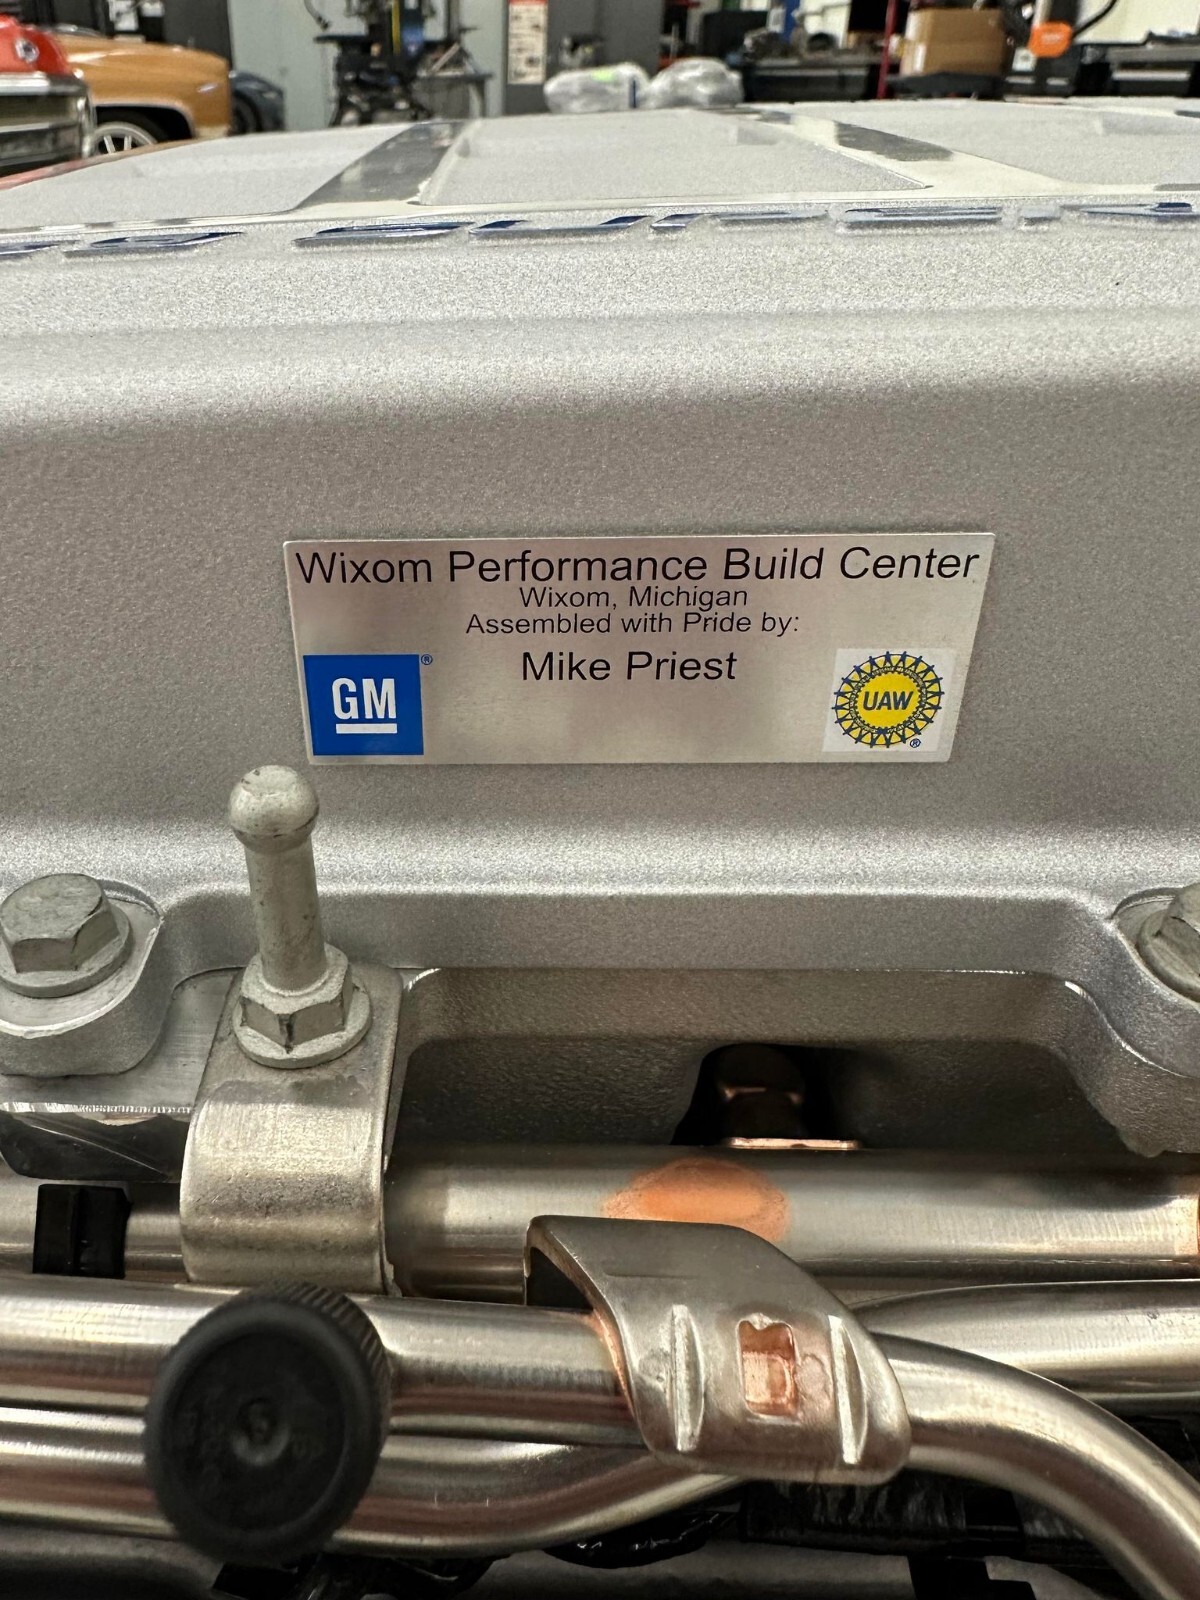 Wixom Performance Build Center
Wixom, Michigan
Assembled with Pride by:
Mike Priest
GM®
UAW
®